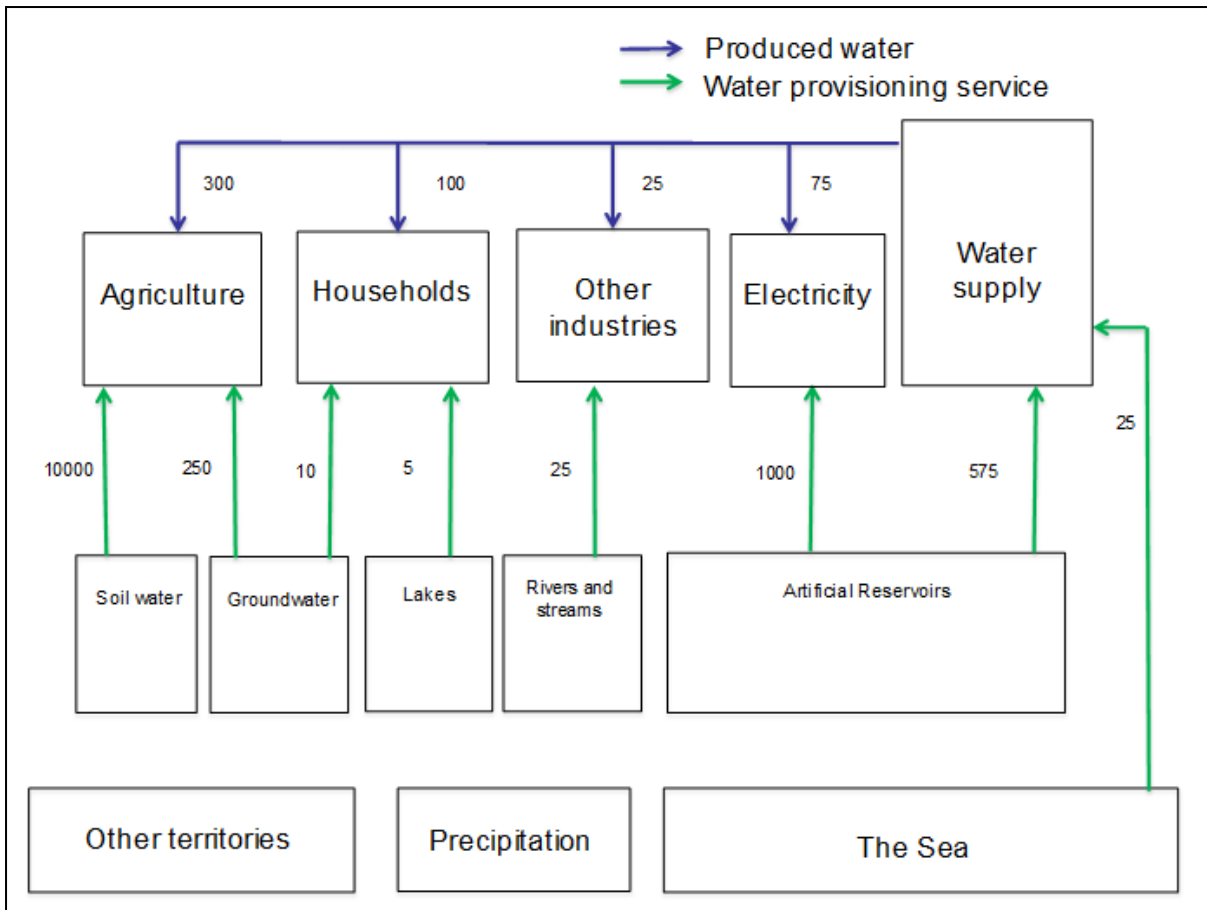 Produced water
Water provisioning service
300
100
25
75
Agriculture
Households
Other
industries
Electricity
Water
supply
10000
250
10
5
25
1000
575
25
Soil water
Groundwater
Lakes
Rivers and
streams
Artificial Reservoirs
Other territories
Precipitation
The Sea